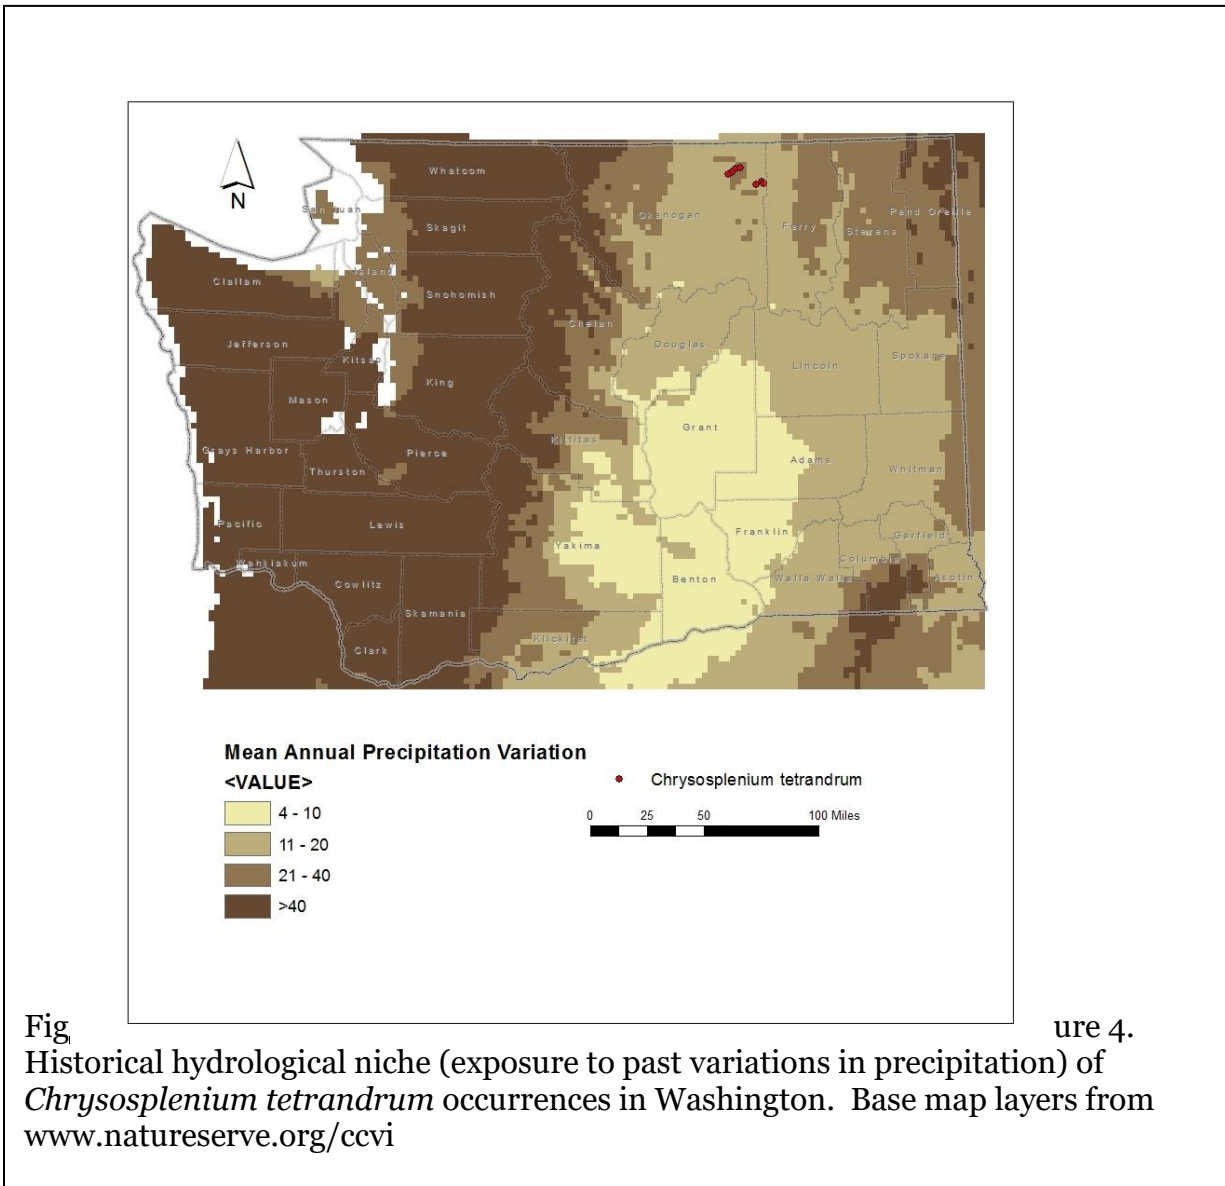 N
Whatcom
San Juan
Skagit
Okanogan
Ferry
Stevens
Pend Oreille
Clallam
Island
Snohomish
Chelan
Jefferson
Kitsap
Douglas
Lincoln
Spokane
King
Mason
Grant
Kittitas
Grays Harbor
Thurston
Pierce
Adams
Whitman
Pacific
Lewis
Yakima
Franklin
Garfield
Wahkiakum
Cowlitz
Skamania
Benton
Walla Walla
Columbia
Asotin
Clark
Klickitat
Mean Annual Precipitation Variation
<VALUE>
4 - 10
11 - 20
21 - 40
>40
Chrysosplenium tetrandrum
0 25 50 100 Miles
Fig ure 4.
Historical hydrological niche (exposure to past variations in precipitation) of
Chrysosplenium tetrandrum occurrences in Washington. Base map layers from
www.natureserve.org/ccvi